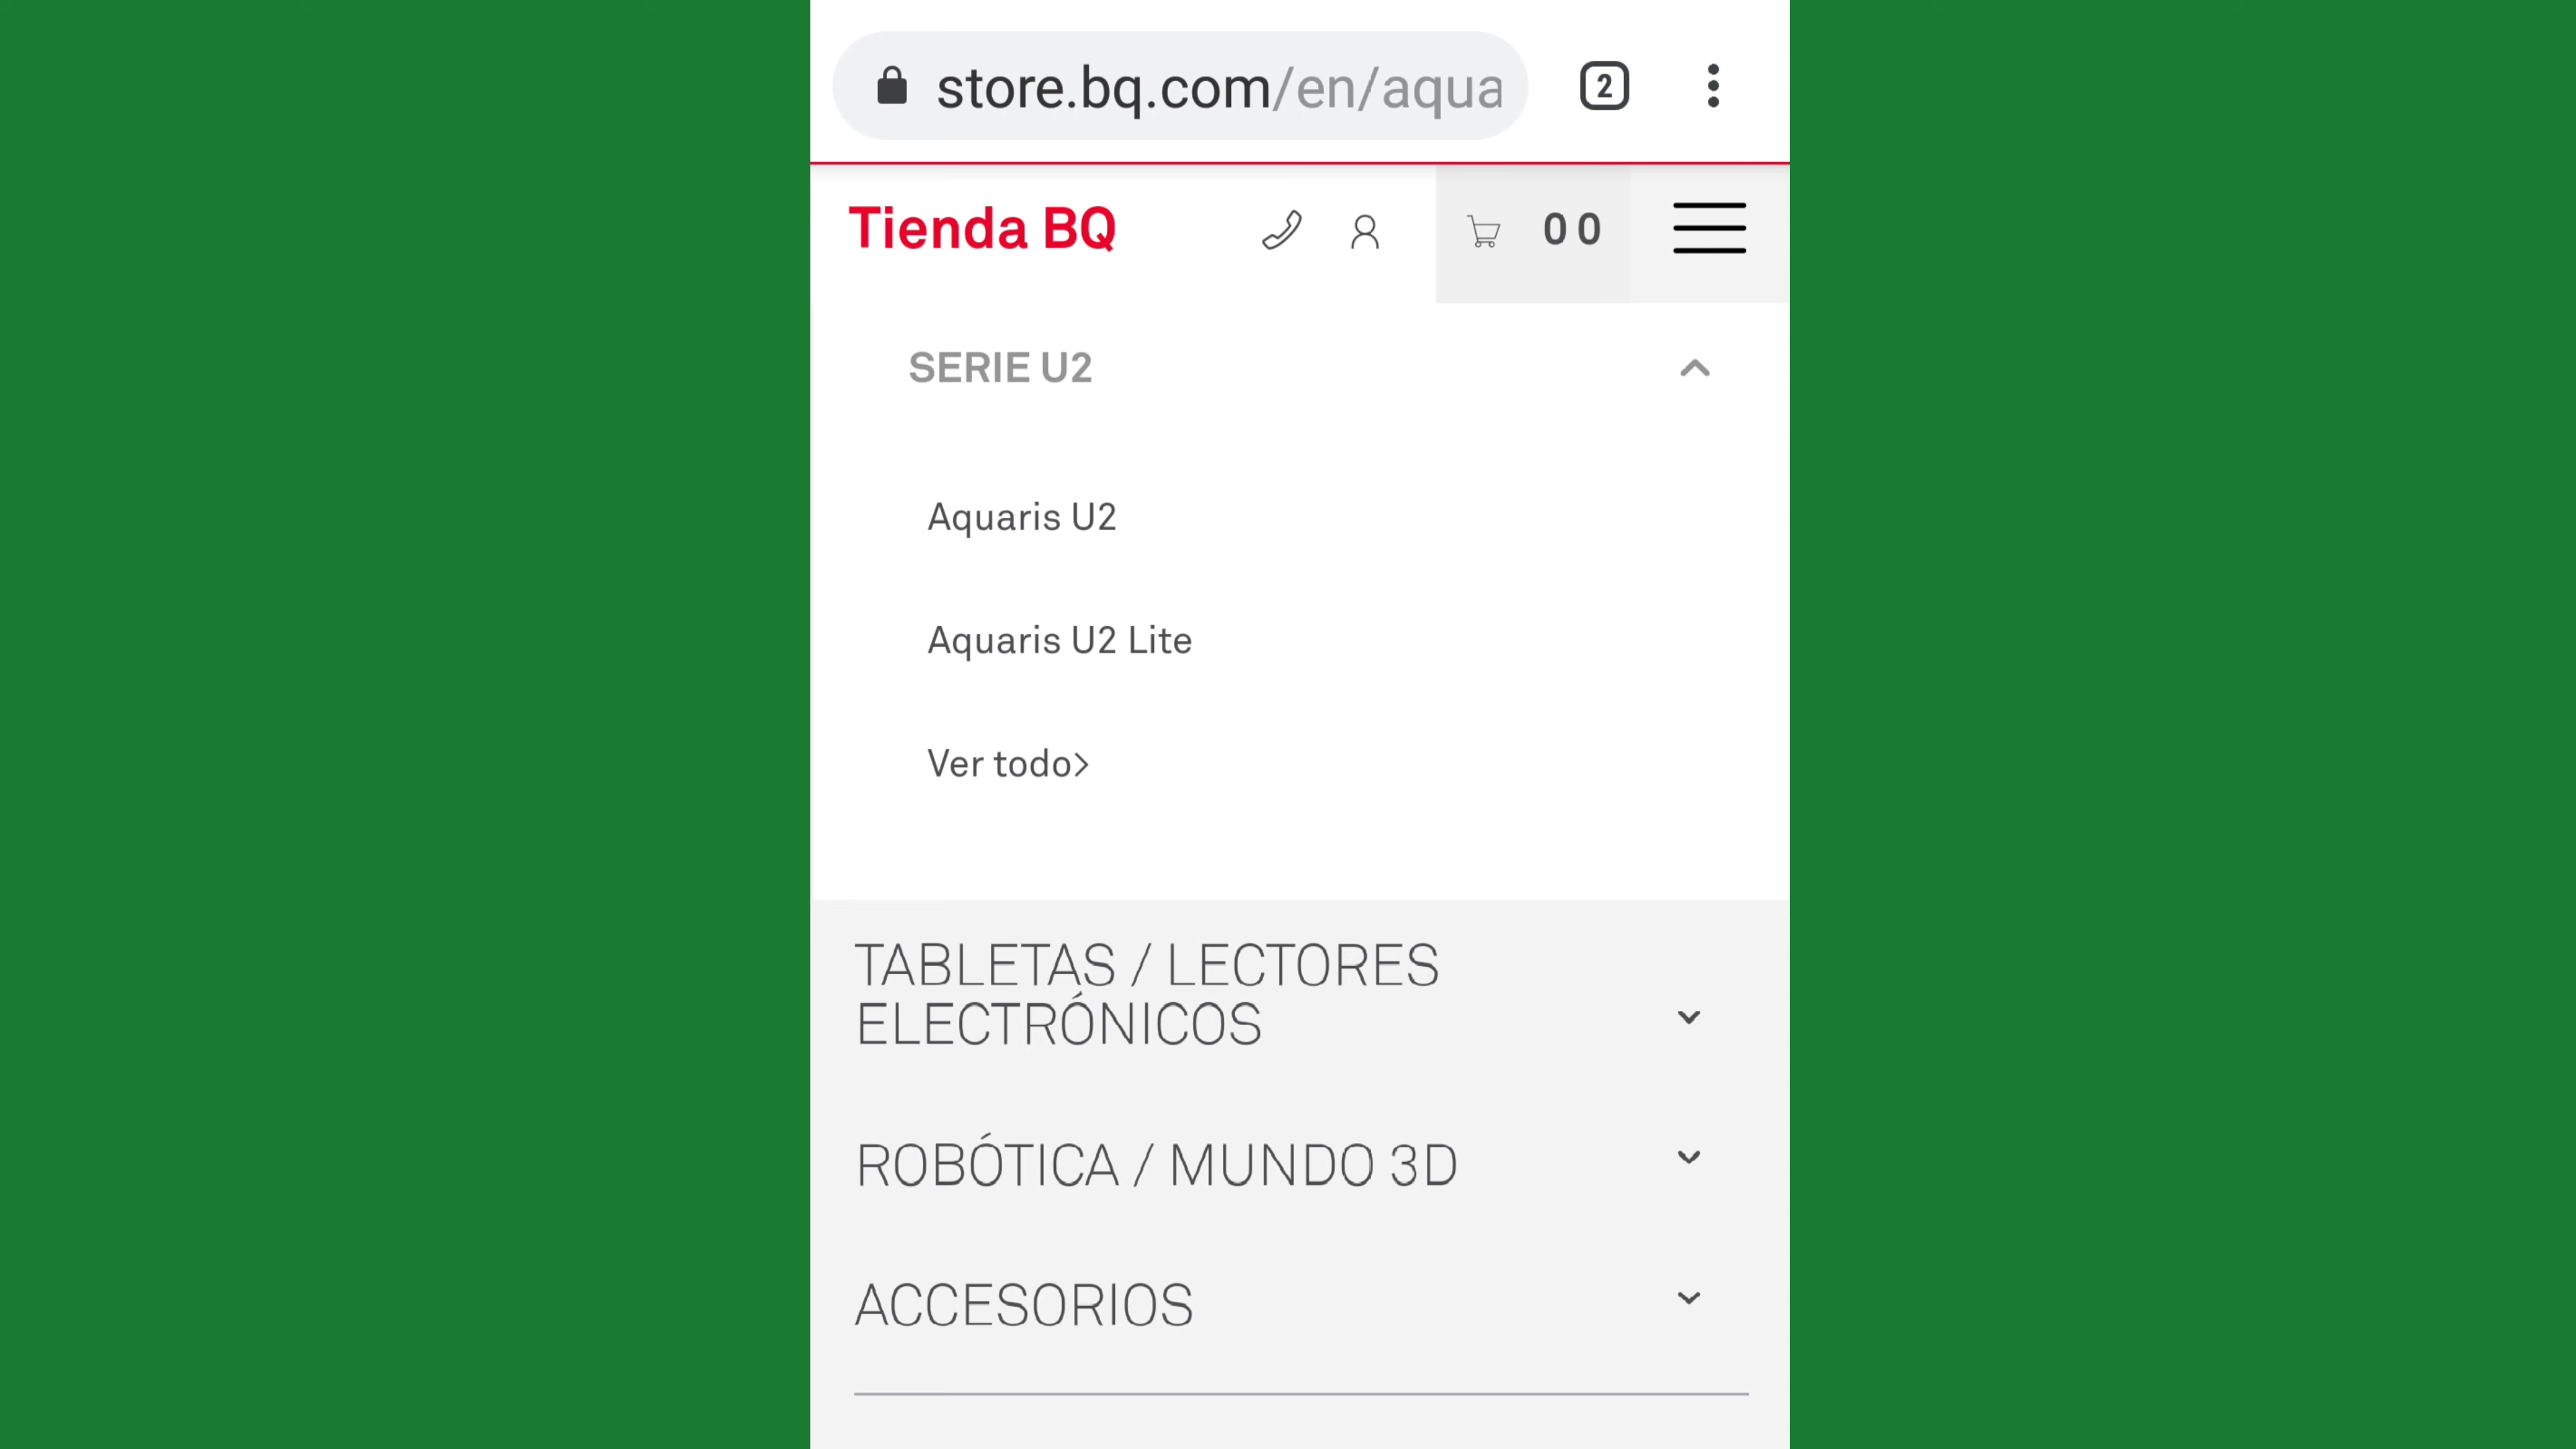 store.bq.com/en/aqua
2
Tienda BQ
0 0
SERIE U2
Aquaris U2
Aquaris U2 Lite
Ver todo>
TABLETAS / LECTORES
ELECTRÓNICOS
ROBÓTICA / MUNDO 3D
ACCESORIOS